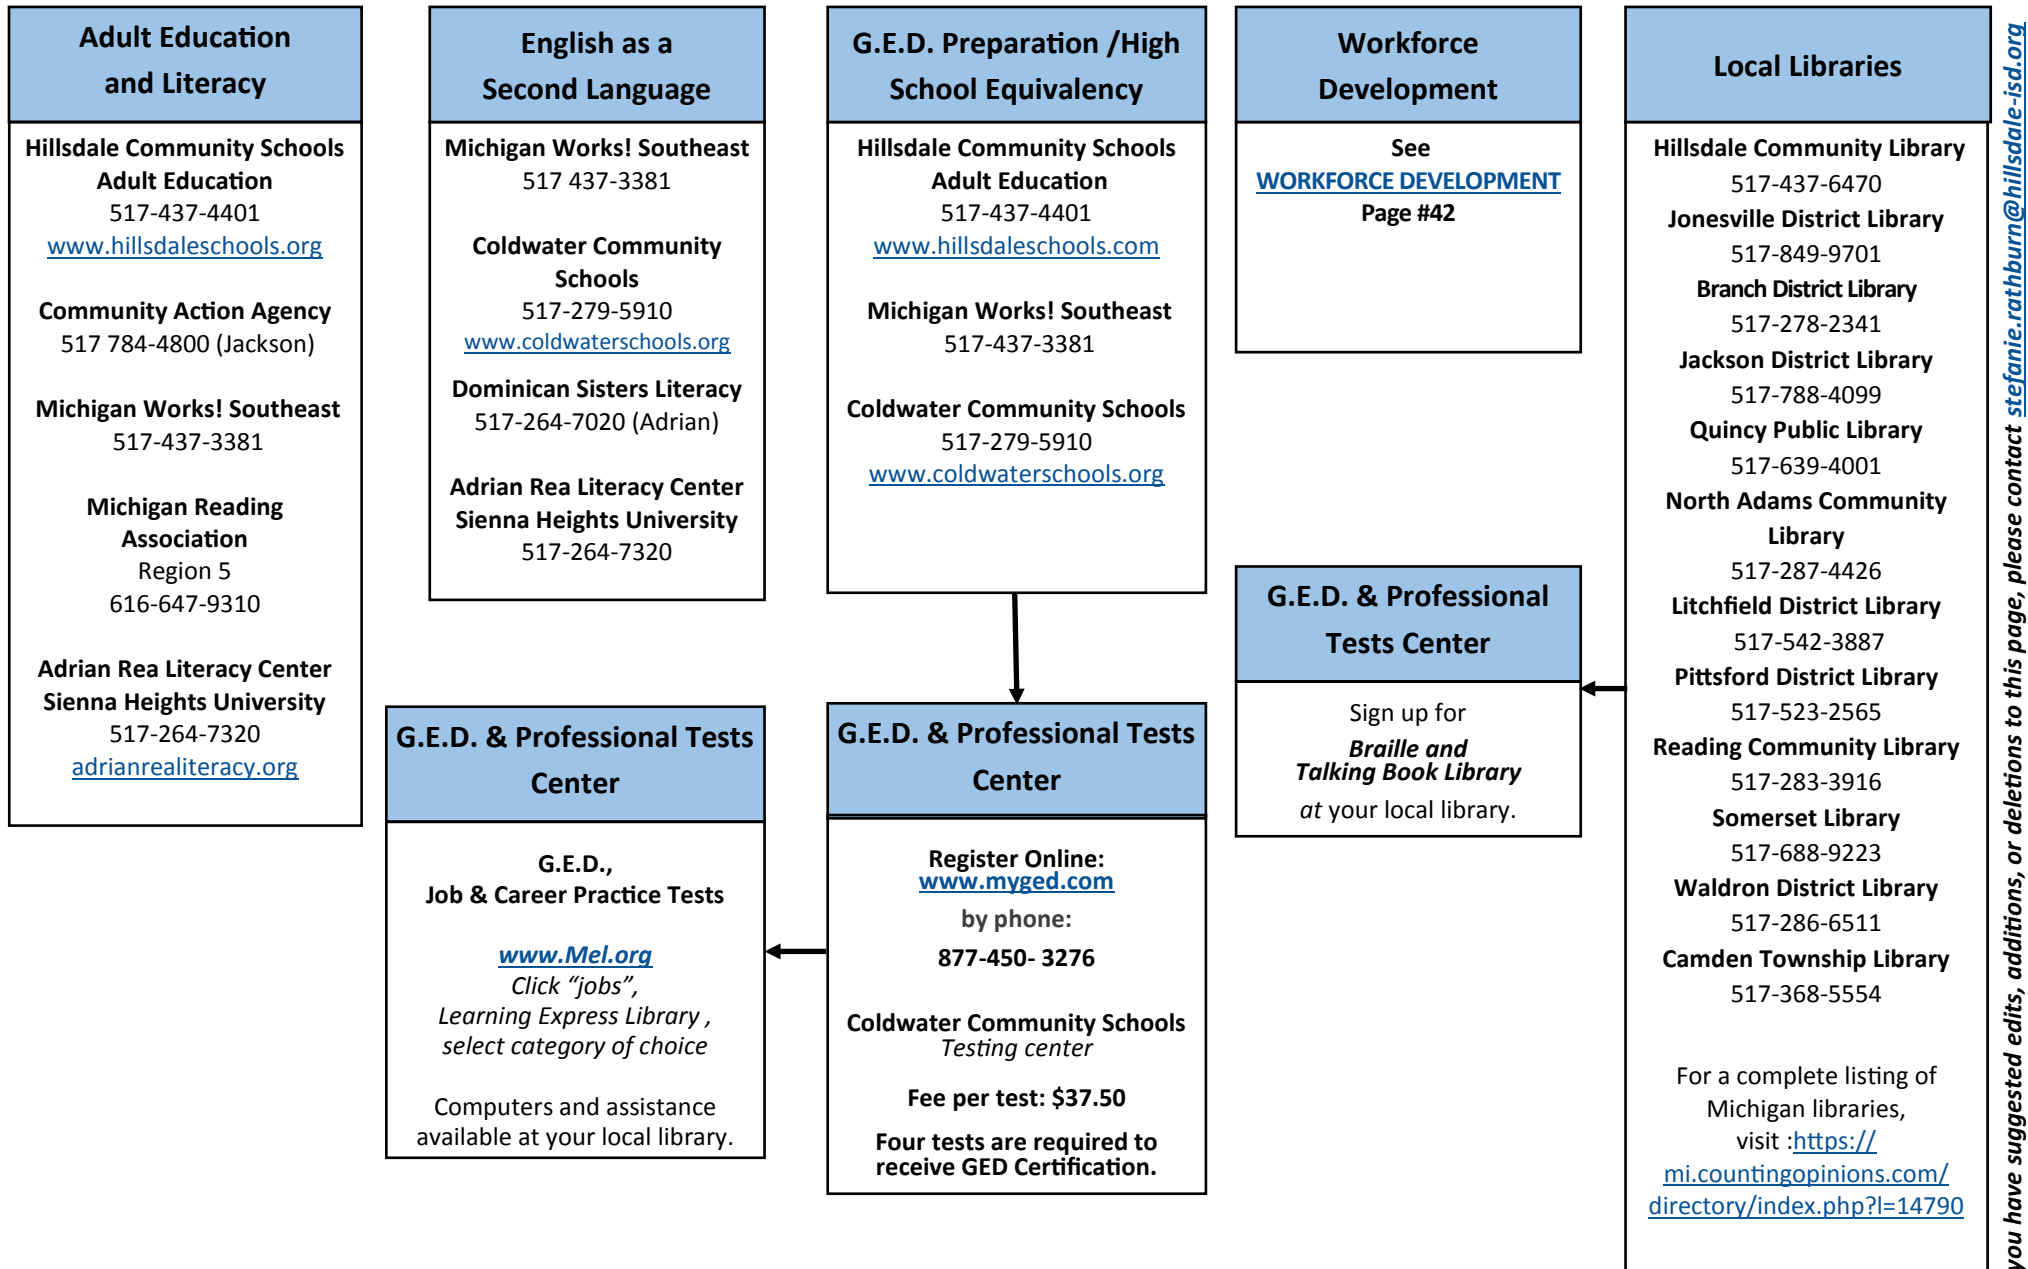 Adult Education
and Literacy
Hillsdale Community Schools
Adult Education
517-437-4401
www.hillsdaleschools.org
Community Action Agency
517 784-4800 (Jackson)
Michigan Works! Southeast
517-437-3381
Michigan Reading
Association
Region 5
616-647-9310
Adrian Rea Literacy Center
Sienna Heights University
517-264-7320
adrianrealiteracy.org
English as a
Second Language
Michigan Works! Southeast
517 437-3381
Coldwater Community
Schools
517-279-5910
www.coldwaterschools.org
Dominican Sisters Literacy
517-264-7020 (Adrian)
Adrian Rea Literacy Center
Sienna Heights University
517-264-7320
G.E.D. Preparation /High
School Equivalency
Hillsdale Community Schools
Adult Education
517-437-4401
www.hillsdaleschools.com
Michigan Works! Southeast
517-437-3381
Coldwater Community Schools
517-279-5910
www.coldwaterschools.org
G.E.D. & Professional Tests
Center
Register Online:
www.myged.com
by phone:
877-450- 3276
Coldwater Community Schools
Testing center
Fee per test: $37.50
Four tests are required to
receive GED Certification.
G.E.D. & Professional Tests
Center
G.E.D.,
Job & Career Practice Tests
www.Mel.org
Click “jobs”,
Learning Express Library ,
select category of choice
Computers and assistance
available at your local library.
Workforce
Development
See
WORKFORCE DEVELOPMENT
Page #42
Local Libraries
Hillsdale Community Library
517-437-6470
Jonesville District Library
517-849-9701
Branch District Library
517-278-2341
Jackson District Library
517-788-4099
Quincy Public Library
517-639-4001
North Adams Community
Library
517-287-4426
Litchfield District Library
517-542-3887
Pittsford District Library
517-523-2565
Reading Community Library
517-283-3916
Somerset Library
517-688-9223
Waldron District Library
517-286-6511
Camden Township Library
517-368-5554
For a complete listing of
Michigan libraries,
visit :https://
mi.countingopinions.com/
directory/index.php?l=14790
G.E.D. & Professional
Tests Center
Sign up for
Braille and
Talking Book Library
at your local library.
you have suggested edits, additions, or deletions to this page, please contact stefanie.rathburn@hillsdale-isd.org